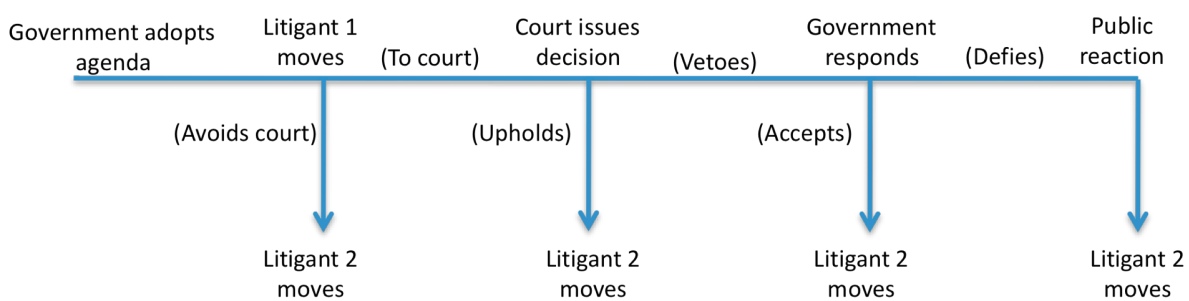 Government adopts
agenda
Litigant 1
moves
(To court)
Court issues
decision
(Vetoes)
Government
responds
(Defies)
Public
reaction
(Avoids court)
(Upholds)
(Accepts)
Litigant 2
moves
Litigant 2
moves
Litigant 2
moves
Litigant 2
moves